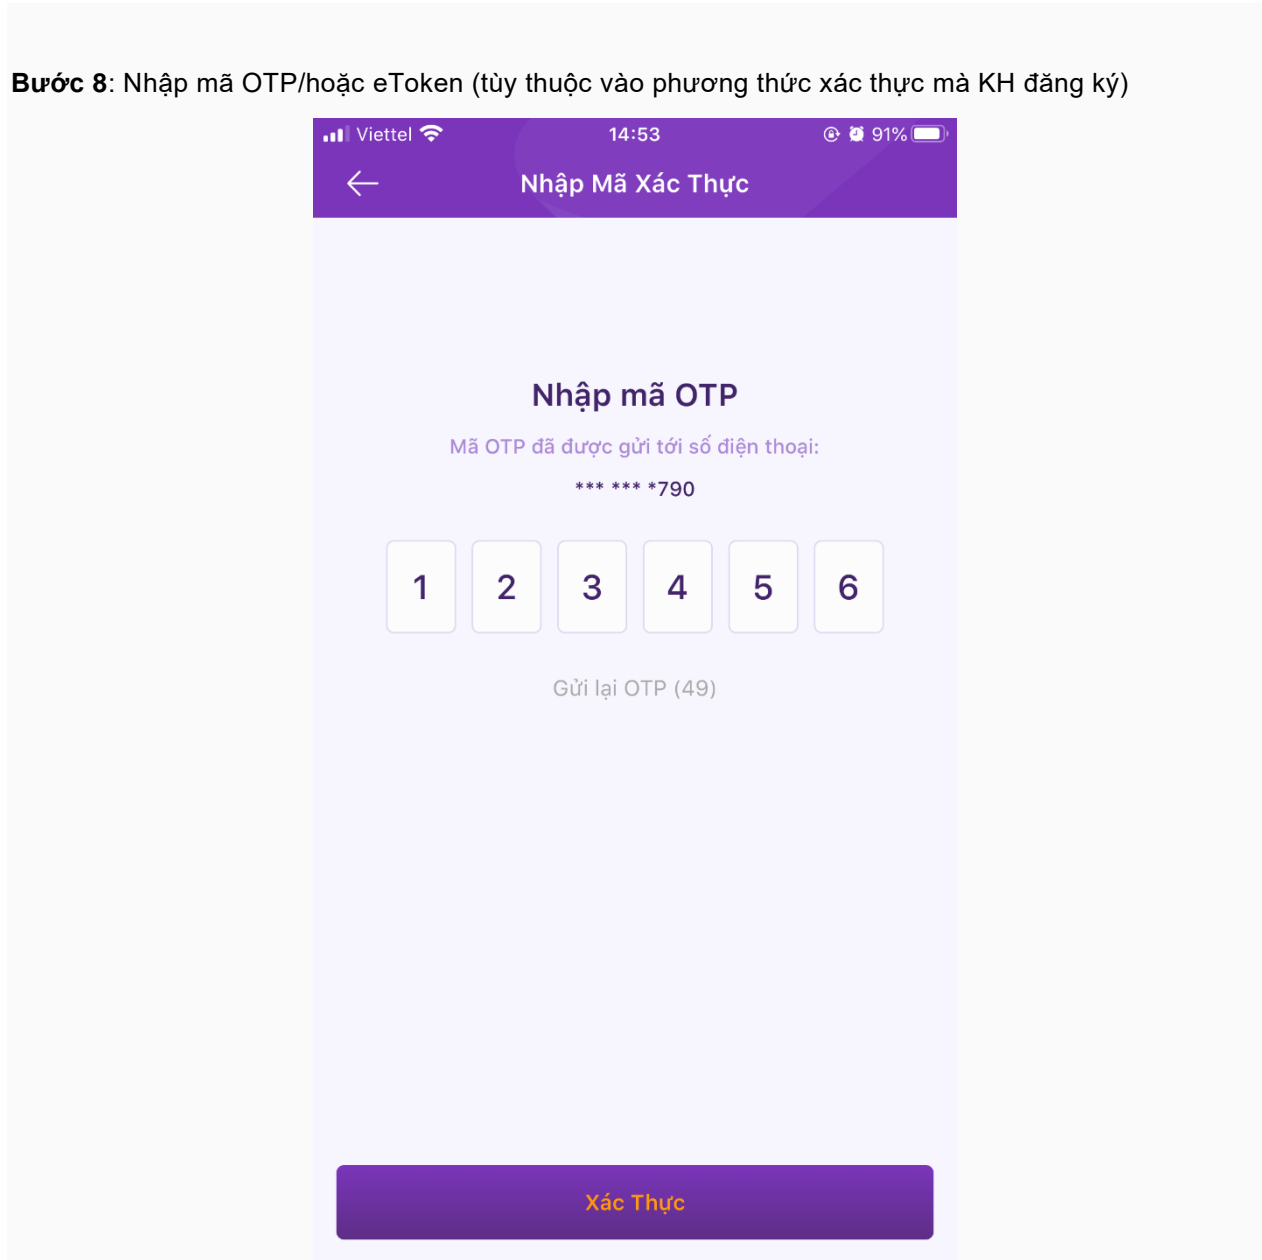 Bước 8: Nhập mã OTP/hoặc eToken (tùy thuộc vào phương thức xác thực mà KH đăng ký)
Viettel 14:53 91%
Nhập Mã Xác Thực
Nhập mã OTP
Mã OTP đã được gửi tới số điện thoại:
*** *** *790
1 2 3 4 5 6
Gửi lại OTP (49)
Xác Thực